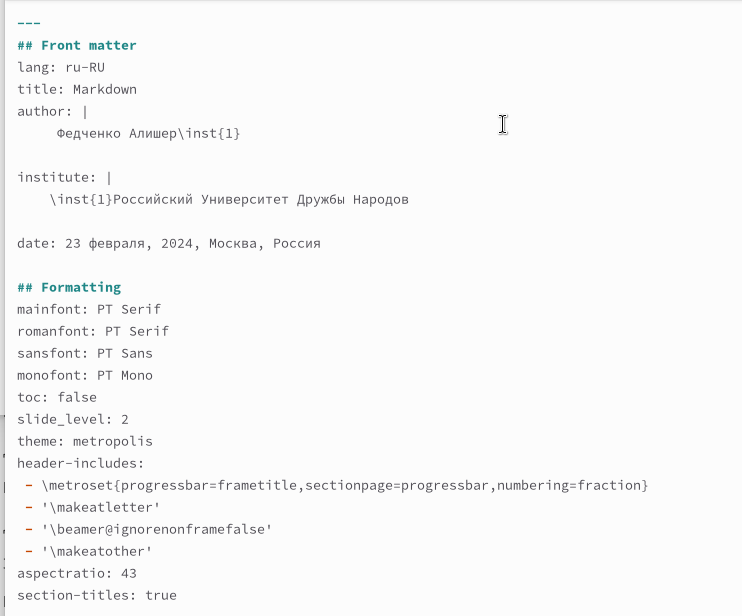 ---
## Front matter
lang: ru-RU
title: Markdown
author: |
Федченко Алишер\inst{1}
institute: |
\inst{1}Российский Университет Дружбы Народов
date: 23 февраля, 2024, Москва, Россия
## Formatting
mainfont: PT Serif
romanfont: PT Serif
sansfont: PT Sans
monofont: PT Mono
toc: false
slide_level: 2
theme: metropolis
header-includes:
- \metroset{progressbar=frametitle,sectionpage=progressbar,numbering=fraction}
- '\makeatletter'
- '\beamer@ignorenonframefalse'
- '\makeatother'
aspectratio: 43
section-titles: true